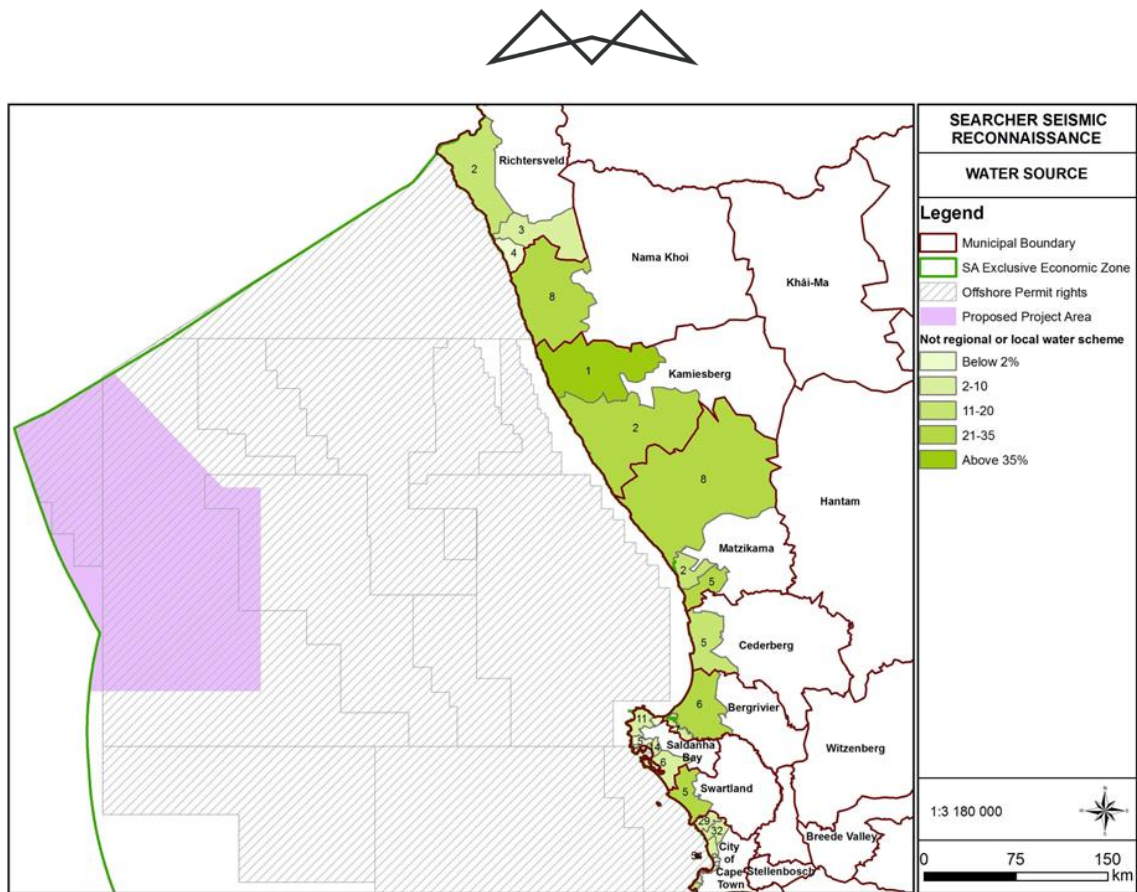 SEARCHER SEISMIC
RECONNAISSANCE
WATER SOURCE
Legend
Municipal Boundary
SA Exclusive Economic Zone
Offshore Permit rights
Proposed Project Area
Not regional or local water scheme
Below 2%
2-10
11-20
21-35
Above 35%
1:3 180 000
0 75 150
km
2
Richtersveld
3
4
Nama Khoi
Khâi-Ma
8
1
Kamiesberg
2
8
Hantam
Matzikama
2
5
5
Cederberg
6
Bergrivier
11
Witzenberg
5
Saldanha
Bay
6
5
Swartland
29
32
Breede Valley
City
of
Cape
Town
Stellenbosch